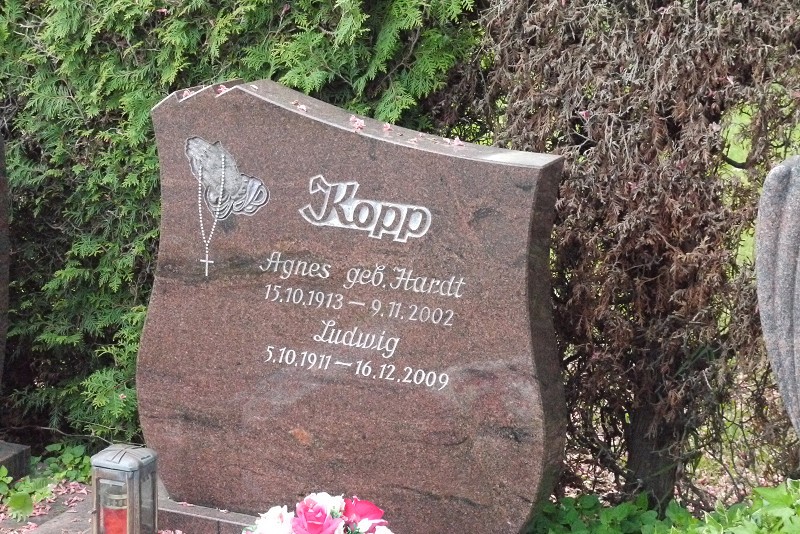 Kopp
Agnes geb. Hardt
15.10.1913 – 9.11.2002
Ludwig
5.10.1911 – 16.12.2009